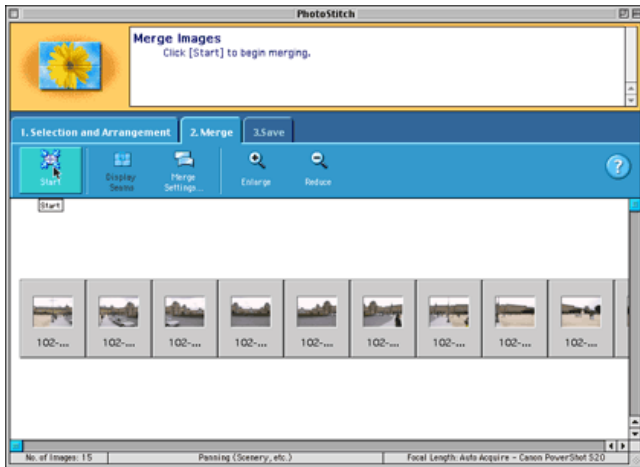 PhotoStitch
Merge Images
Click [Start] to begin merging.
1. Selection and Arrangement
2. Merge
3.Save
Start
Display
Seams
Merge
Settings...
Enlarge
Reduce
?
Start
102-...
102-...
102-...
102-...
102-...
102-...
102-...
102-...
102-...
No. of Images: 15
Panning (Scenery, etc.)
Focal Length: Auto Acquire - Canon PowerShot S20